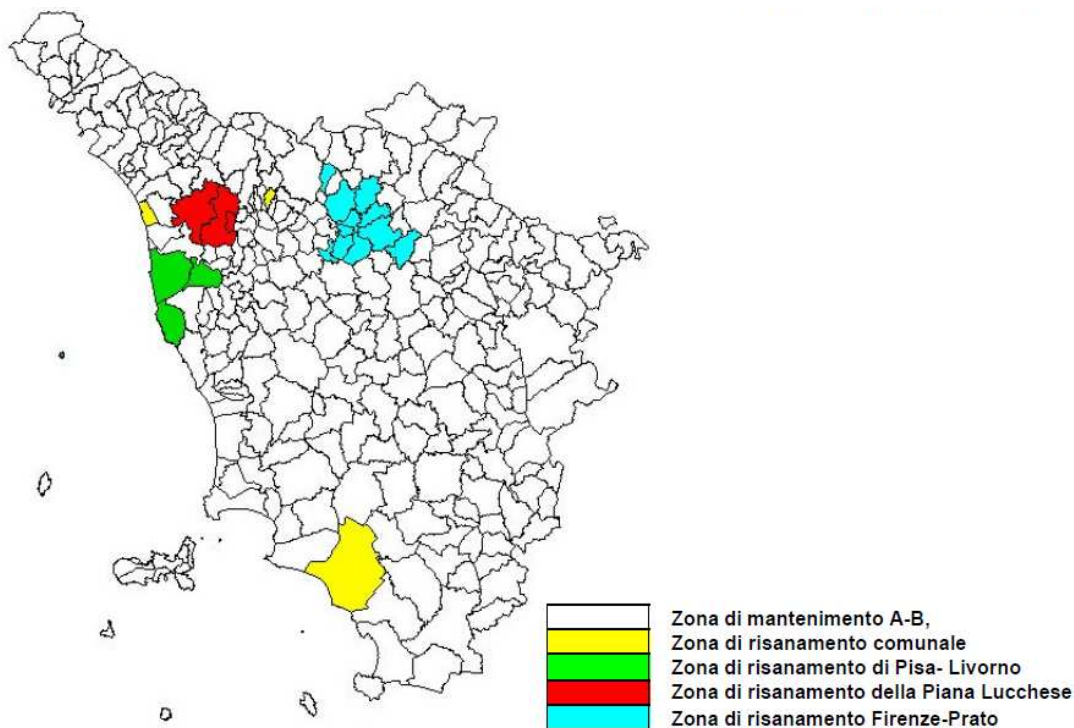 Zona di mantenimento A-B,
Zona di risanamento comunale
Zona di risanamento di Pisa- Livorno
Zona di risanamento della Piana Lucchese
Zona di risanamento Firenze-Prato